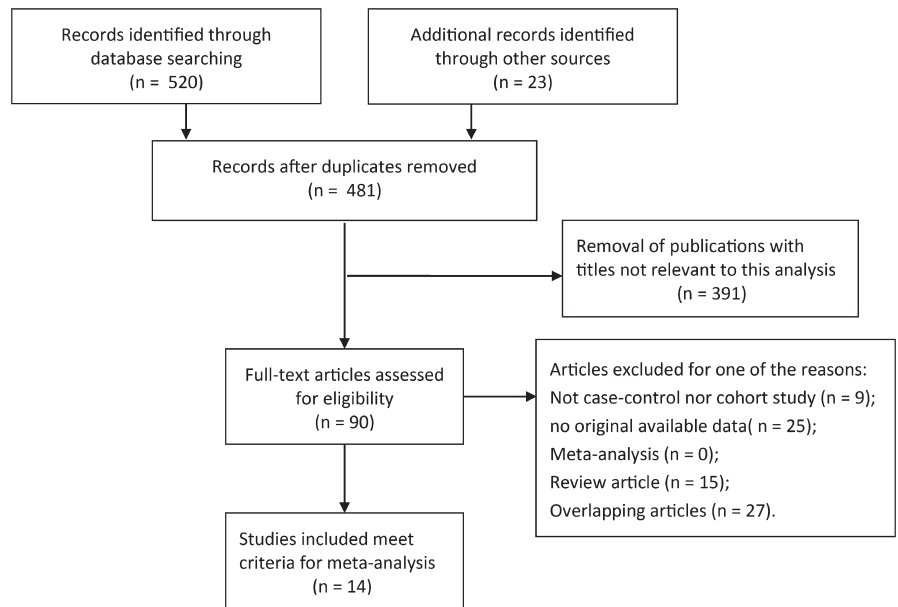 Records identified through
database searching
(n = 520)
Additional records identified
through other sources
(n = 23)
Records after duplicates removed
(n = 481)
Removal of publications with
titles not relevant to this analysis
(n = 391)
Full-text articles assessed
for eligibility
(n = 90)
Articles excluded for one of the reasons:
Not case-control nor cohort study (n = 9);
no original available data( n = 25);
Meta-analysis (n = 0);
Review article (n = 15);
Overlapping articles (n = 27).
Studies included meet
criteria for meta-analysis
(n = 14)